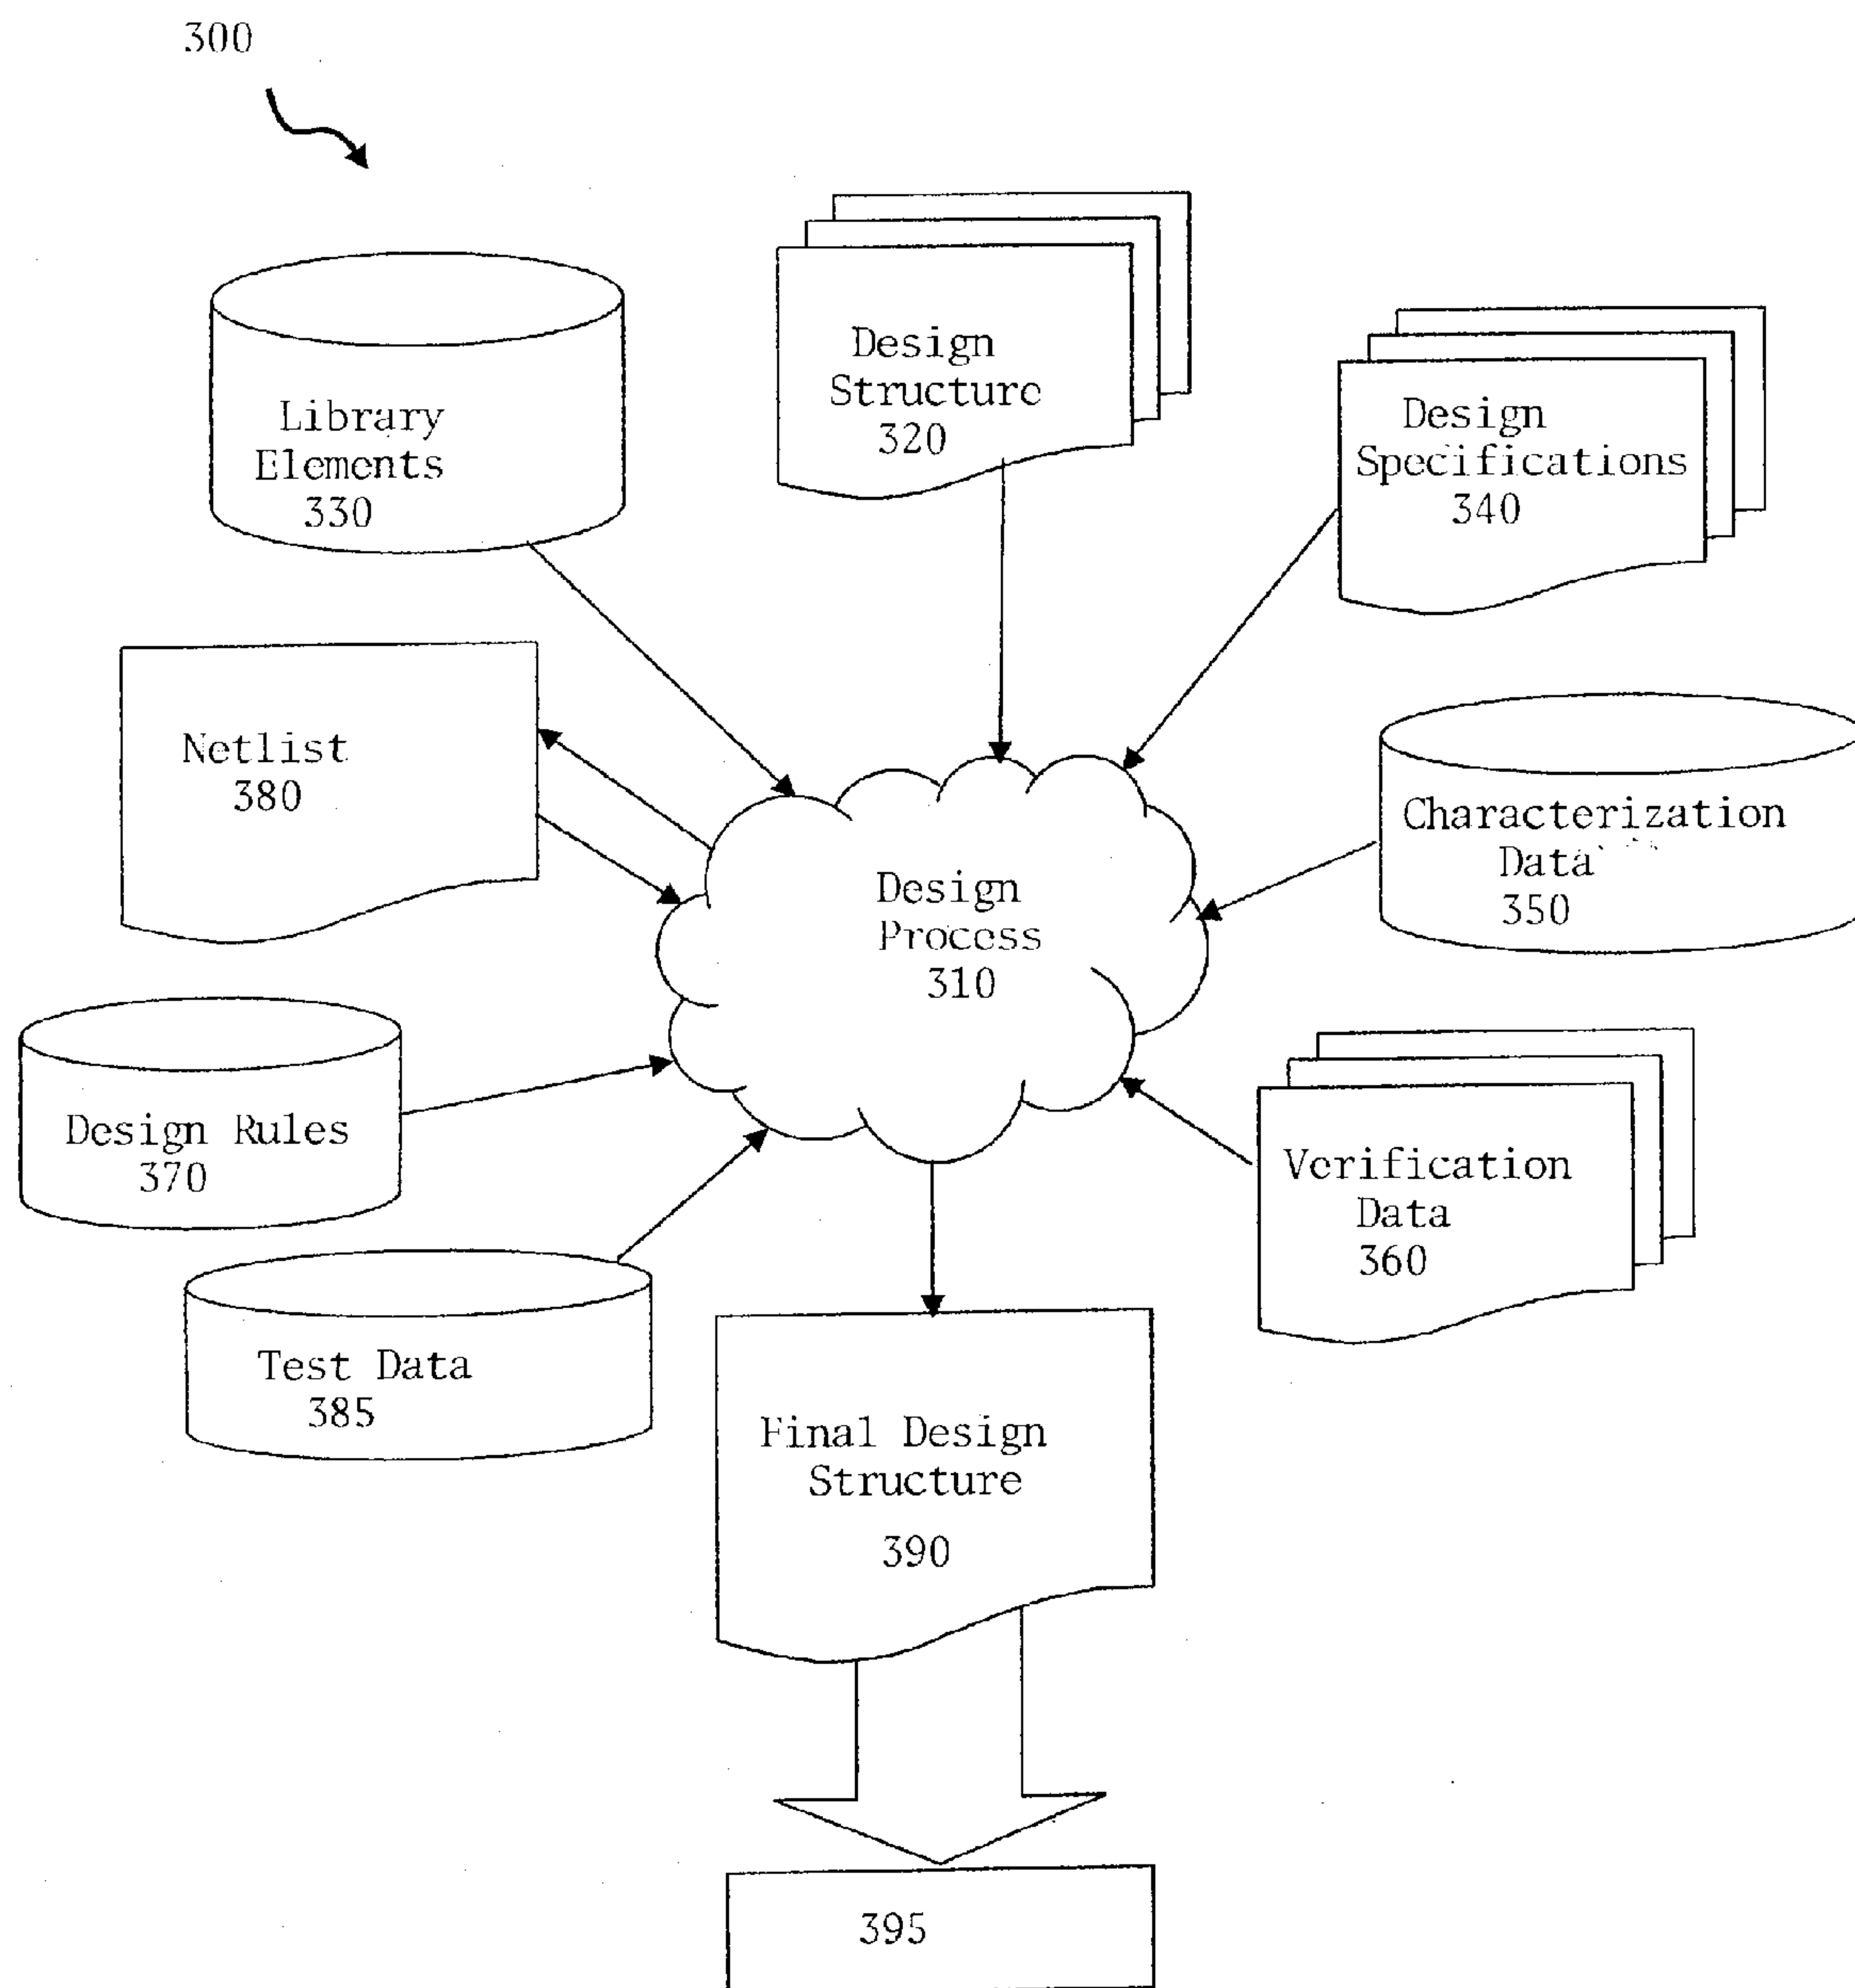 300
Design
Structure
320
Library
Elements
330
Design
Specifications
340
Netlist
380
Characterization
Data
350
Design
Process
310
Design Rules
370
Verification
Data
360
Test Data
385
Final Design
Structure
390
395